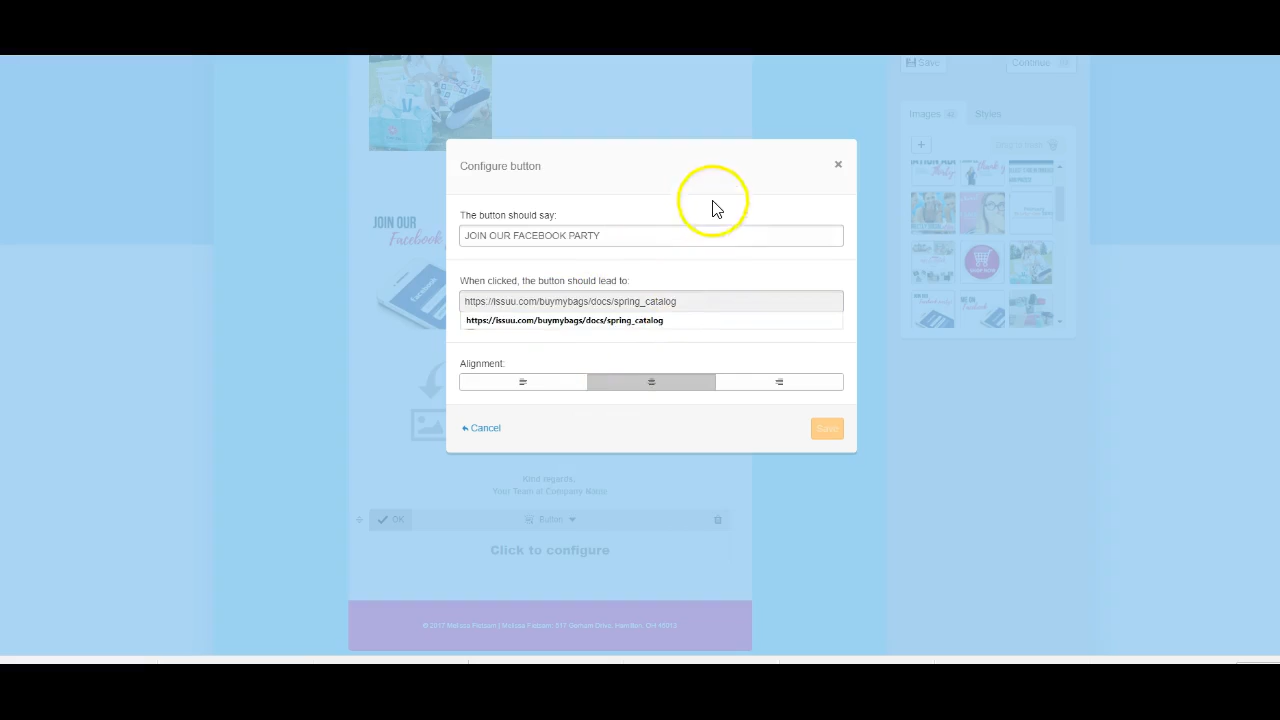 Save
Continue
Images
Styles
+
JOIN OUR
Facebook
Configure button
×
The button should say:
JOIN OUR FACEBOOK PARTY
When clicked, the button should lead to:
https://issuu.com/buymybags/docs/spring_catalog
https://issuu.com/buymybags/docs/spring_catalog
Alignment:
Cancel
Save
Kind regards,
Your Team at Company Name
OK
Button
Click to configure